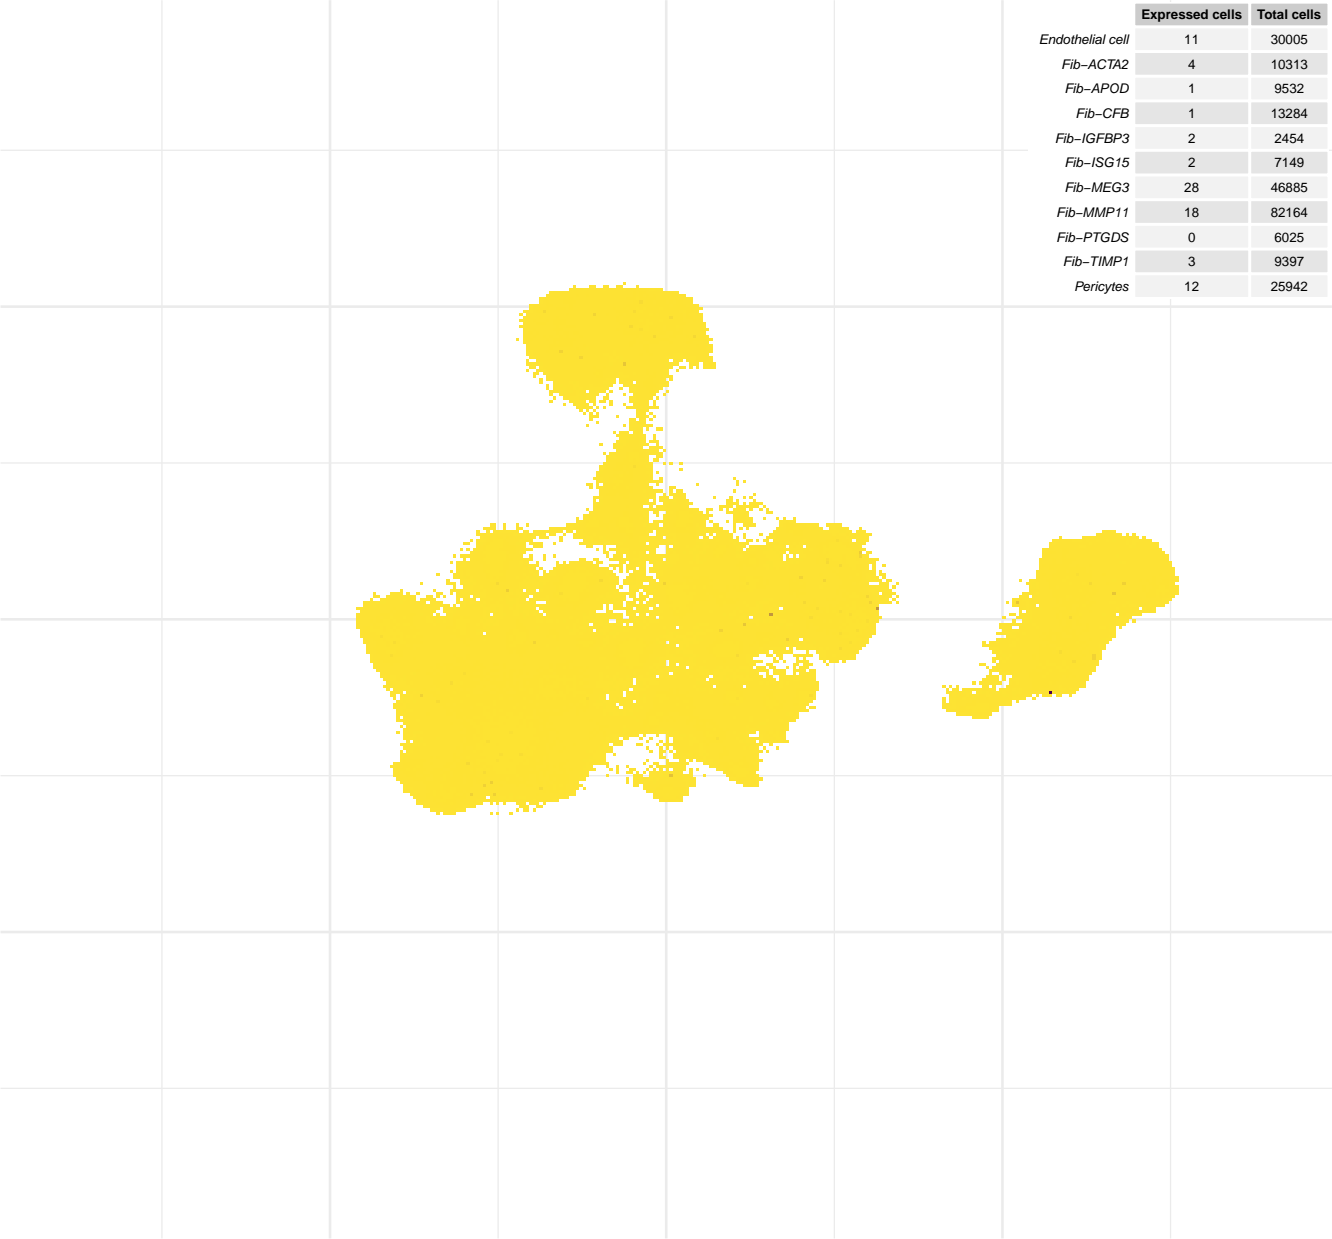 Expressed cells Total cells
Endothelial cell 11 30005
Fib−ACTA2 4 10313
Fib−APOD 1 9532
Fib−CFB 1 13284
Fib−IGFBP3 2 2454
Fib−ISG15 2 7149
Fib−MEG3 28 46885
Fib−MMP11 18 82164
Fib−PTGDS 0 6025
Fib−TIMP1 3 9397
Pericytes 12 25942